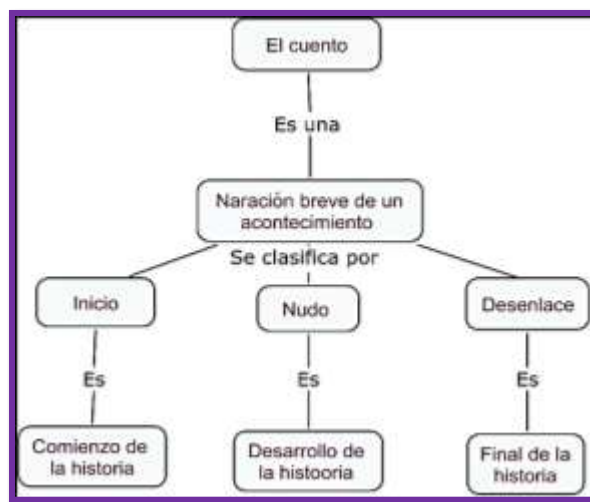 El cuento
Es una
Naración breve de un
acontecimiento
Se clasifica por
Inicio
Nudo
Desenlace
Es
Es
Es
Comienzo de
la historia
Desarrollo de
la histooria
Final de la
historia